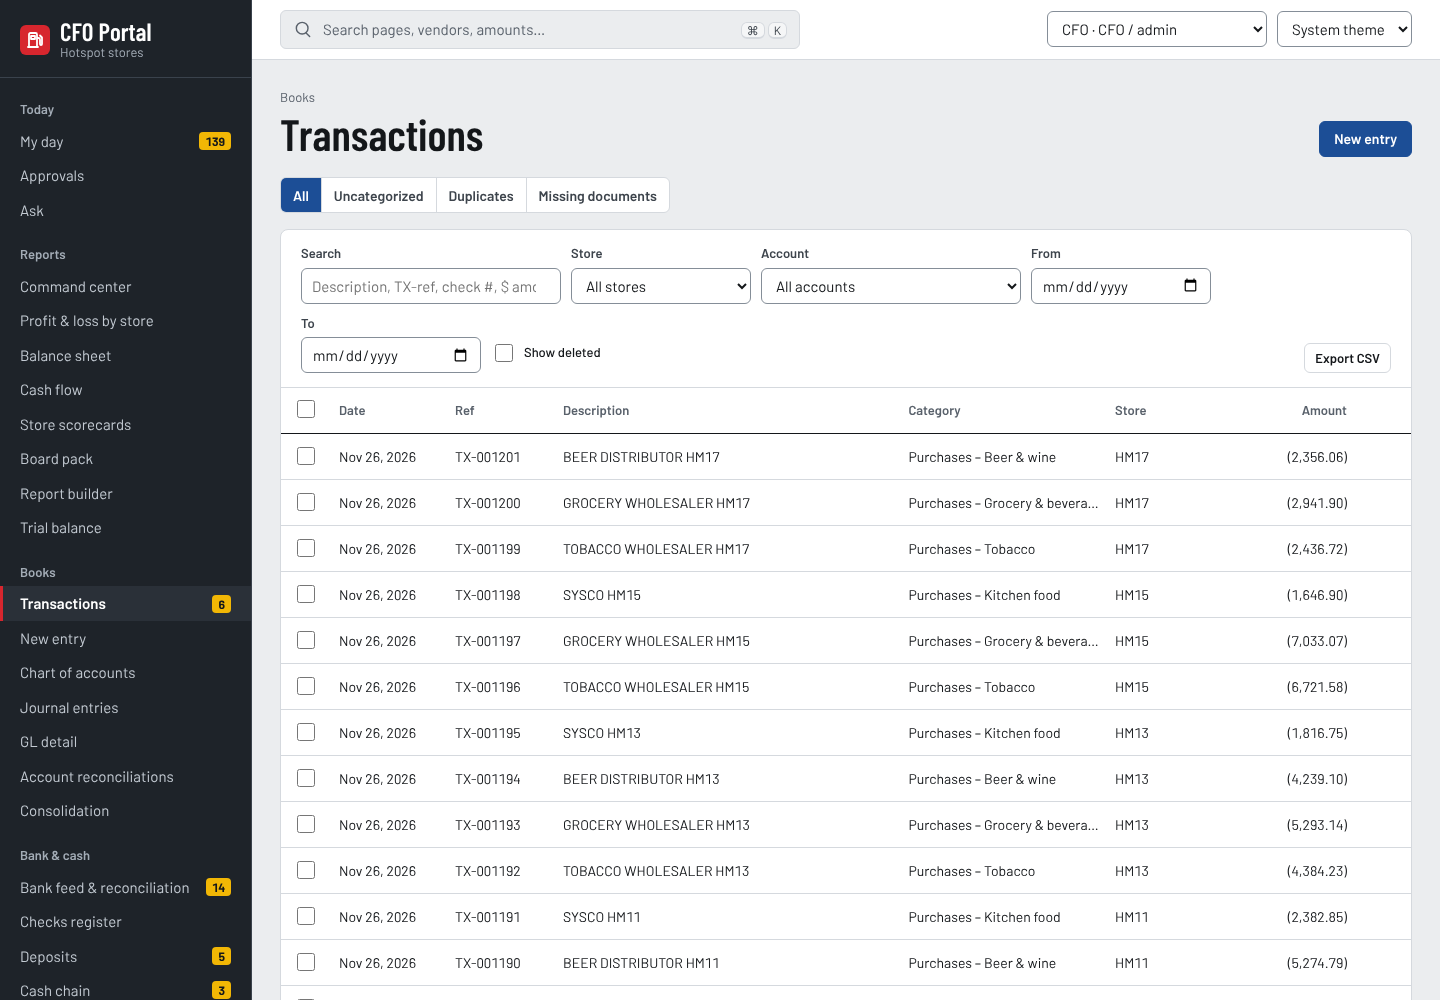 CFO Portal
Hotspot stores
Search pages, vendors, amounts...
⌘ K
CFO · CFO / admin
System theme
Today
My day 139
Approvals
Ask
Reports
Command center
Profit & loss by store
Balance sheet
Cash flow
Store scorecards
Board pack
Report builder
Trial balance
Books
Transactions 6
New entry
Chart of accounts
Journal entries
GL detail
Account reconciliations
Consolidation
Bank & cash
Bank feed & reconciliation 14
Checks register
Deposits 5
Cash chain 3
Books
Transactions
New entry
All Uncategorized Duplicates Missing documents
Search Store Account From
Description, TX-ref, check #, $ amo All stores All accounts mm/dd/yyyy
To
mm/dd/yyyy Show deleted Export CSV
Date Ref Description Category Store Amount
Nov 26, 2026 TX-001201 BEER DISTRIBUTOR HM17 Purchases – Beer & wine HM17 (2,356.06)
Nov 26, 2026 TX-001200 GROCERY WHOLESALER HM17 Purchases – Grocery & bevera... HM17 (2,941.90)
Nov 26, 2026 TX-001199 TOBACCO WHOLESALER HM17 Purchases – Tobacco HM17 (2,436.72)
Nov 26, 2026 TX-001198 SYSCO HM15 Purchases – Kitchen food HM15 (1,646.90)
Nov 26, 2026 TX-001197 GROCERY WHOLESALER HM15 Purchases – Grocery & bevera... HM15 (7,033.07)
Nov 26, 2026 TX-001196 TOBACCO WHOLESALER HM15 Purchases – Tobacco HM15 (6,721.58)
Nov 26, 2026 TX-001195 SYSCO HM13 Purchases – Kitchen food HM13 (1,816.75)
Nov 26, 2026 TX-001194 BEER DISTRIBUTOR HM13 Purchases – Beer & wine HM13 (4,239.10)
Nov 26, 2026 TX-001193 GROCERY WHOLESALER HM13 Purchases – Grocery & bevera... HM13 (5,293.14)
Nov 26, 2026 TX-001192 TOBACCO WHOLESALER HM13 Purchases – Tobacco HM13 (4,384.23)
Nov 26, 2026 TX-001191 SYSCO HM11 Purchases – Kitchen food HM11 (2,382.85)
Nov 26, 2026 TX-001190 BEER DISTRIBUTOR HM11 Purchases – Beer & wine HM11 (5,274.79)